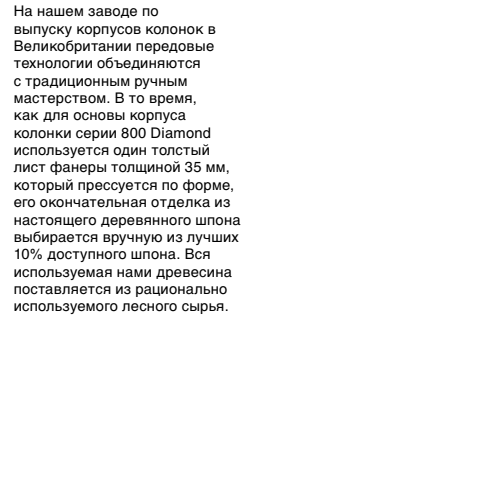 На нашем заводе по
выпуску корпусов колонок в
Великобритании передовые
технологии объединяются
с традиционным ручным
мастерством. В то время,
как для основы корпуса
колонки серии 800 Diamond
используется один толстый
лист фанеры толщиной 35 мм,
который прессуется по форме,
его окончательная отделка из
настоящего деревянного шпона
выбирается вручную из лучших
10% доступного шпона. Вся
используемая нами древесина
поставляется из рационально
используемого лесного сырья.